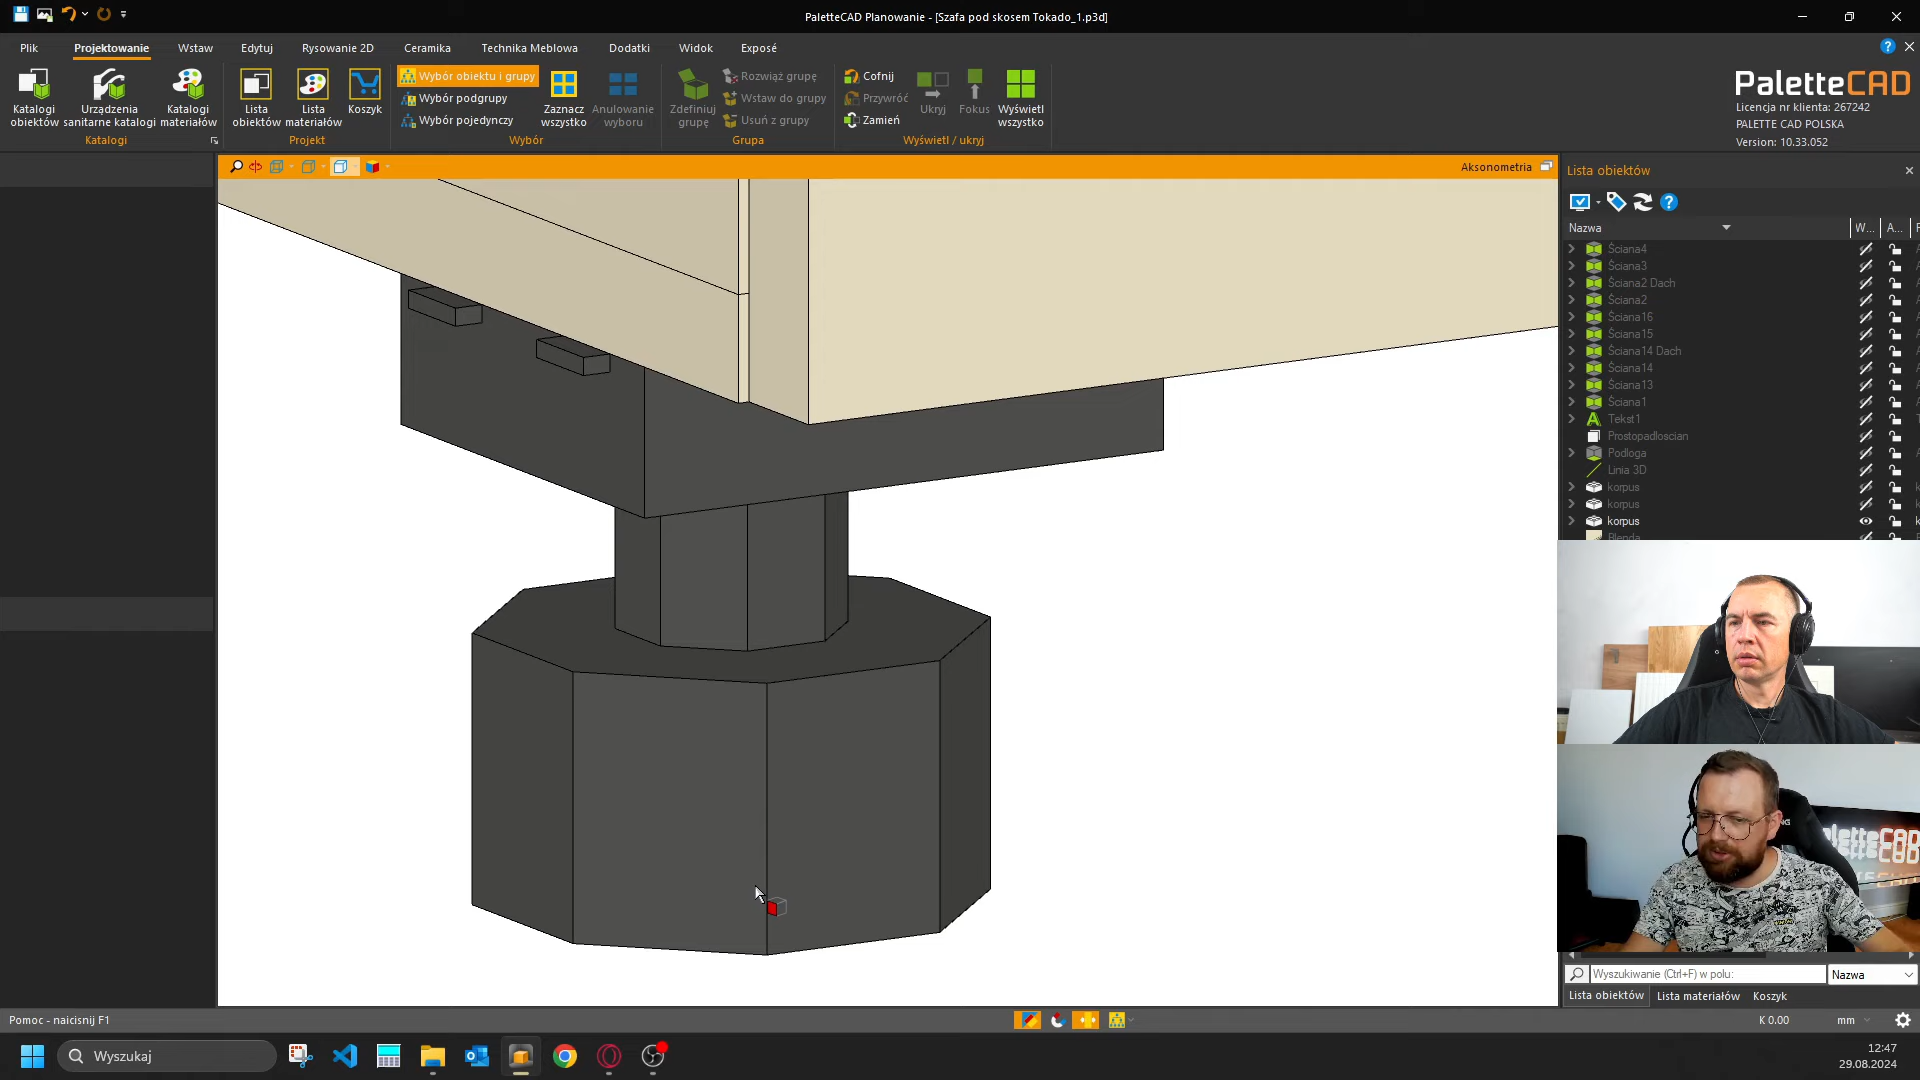 PaletteCAD Planowanie - [Szafa pod skosem Tokado_1.p3d]
Plik
Projektowanie
Wstaw
Edytuj
Rysowanie 2D
Ceramika
Technika Meblowa
Dodatki
Widok
Exposé
Katalogi
obiektów
Urządzenia
sanitarne katalogi
Katalogi
materiałów
Katalogi
Lista
obiektów
Lista
materiałów
Koszyk
Projekt
Wybór obiektu i grupy
Wybór podgrupy
Wybór pojedynczy
Zaznacz
wszystko
Anulowanie
wyboru
Wybór
Zdefiniuj
grupę
Rozwiąż grupę
Wstaw do grupy
Usuń z grupy
Grupa
Cofnij
Przywróć
Zamień
Ukryj
Fokus
Wyświetl
wszystko
Wyświetl / ukryj
PaletteCAD
Licencja nr klienta: 267242
PALETTE CAD POLSKA
Version: 10.33.052
Aksonometria
Lista obiektów
Nazwa
W...
A...
Ściana4
Ściana3
Ściana2 Dach
Ściana2
Ściana16
Ściana15
Ściana14 Dach
Ściana14
Ściana13
Ściana1
Tekst1
Prostopadloscian
Podloga
Linia 3D
korpus
korpus
korpus
Blenda
Wyszukiwanie (Ctrl+F) w polu:
Nazwa
Lista obiektów
Lista materiałów
Koszyk
Pomoc - naicisnij F1
K 0.00
mm
Wyszukaj
12:47
29.08.2024